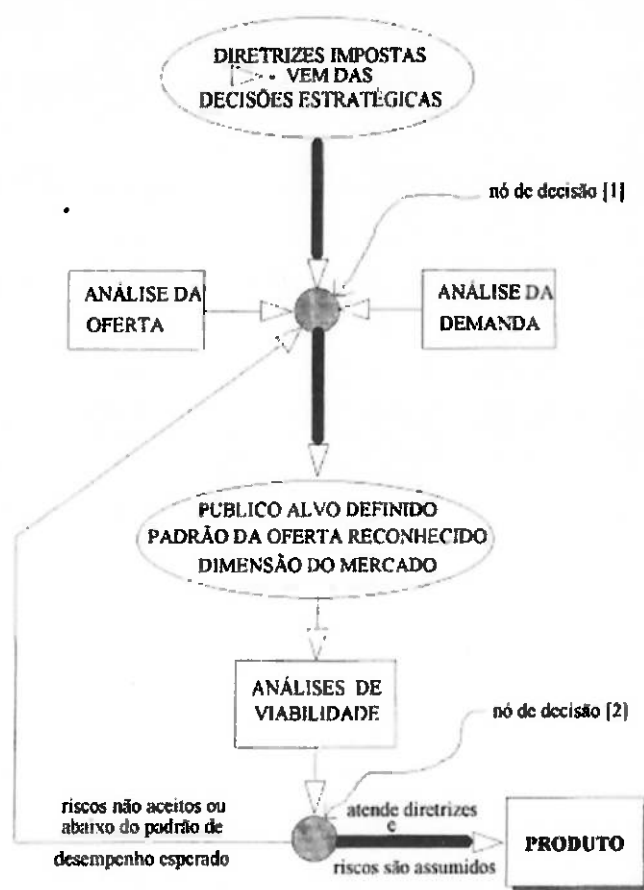 DIRETRIZES IMPOSTAS
- VEM DAS
DECISÕES ESTRATÉGICAS
nó de decisão [1]
ANÁLISE DA
OFERTA
ANÁLISE DA
DEMANDA
PUBLICO ALVO DEFINIDO
PADRÃO DA OFERTA RECONHECIDO
DIMENSÃO DO MERCADO
ANÁLISES DE
VIABILIDADE
nó de decisão [2]
riscos não aceitos ou
abaixo do padrão de
desempenho esperado
atende diretrizes
e
riscos são assumidos
PRODUTO